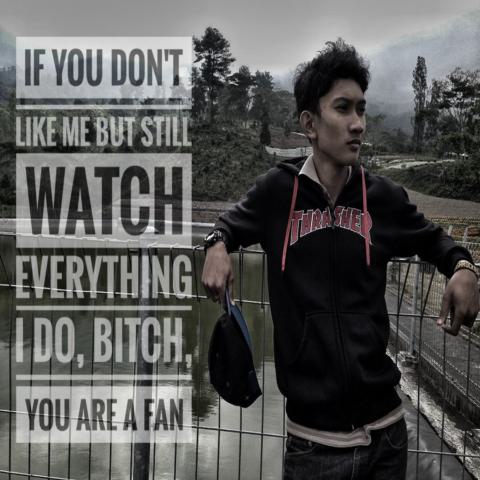 IF YOU DON'T
LIKE ME BUT STILL
WATCH
EVERYTHING
I DO, BITCH,
YOU ARE A FAN
THRASHER